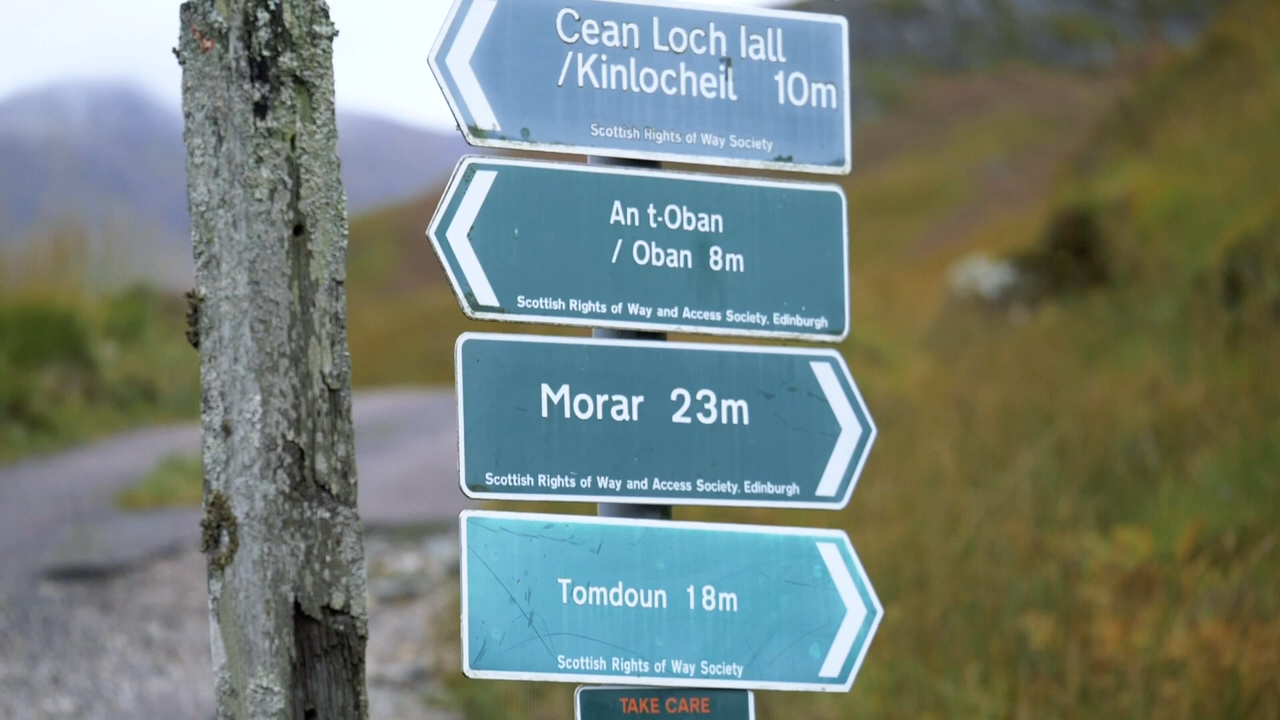 Cean Loch Iall
/Kinlocheil 10m
Scottish Rights of Way Society
An t-Oban
/ Oban 8m
Scottish Rights of Way and Access Society, Edinburgh
Morar 23m
Scottish Rights of Way and Access Society, Edinburgh
Tomdoun 18m
Scottish Rights of Way Society
TAKE CARE